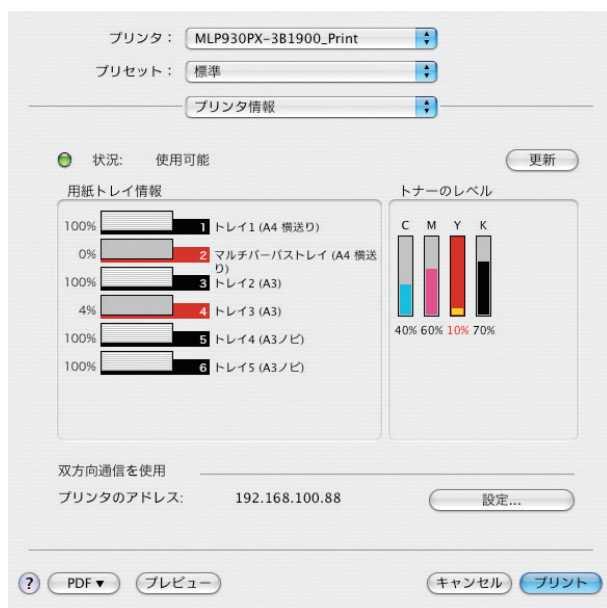 プリンタ： MLP930PX-3B1900_Print
プリセット： 標準
プリンタ情報
状況: 使用可能 更新
用紙トレイ情報 トナーのレベル
100% 1 トレイ1 (A4 横送り)
0% 2 マルチパーパストレイ (A4 横送
り)
100% 3 トレイ2 (A3)
4% 4 トレイ3 (A3)
100% 5 トレイ4 (A3ノビ)
100% 6 トレイ5 (A3ノビ)
C M Y K
40% 60% 10% 70%
双方向通信を使用
プリンタのアドレス: 192.168.100.88 設定...
? PDF▼ プレビュー キャンセル プリント